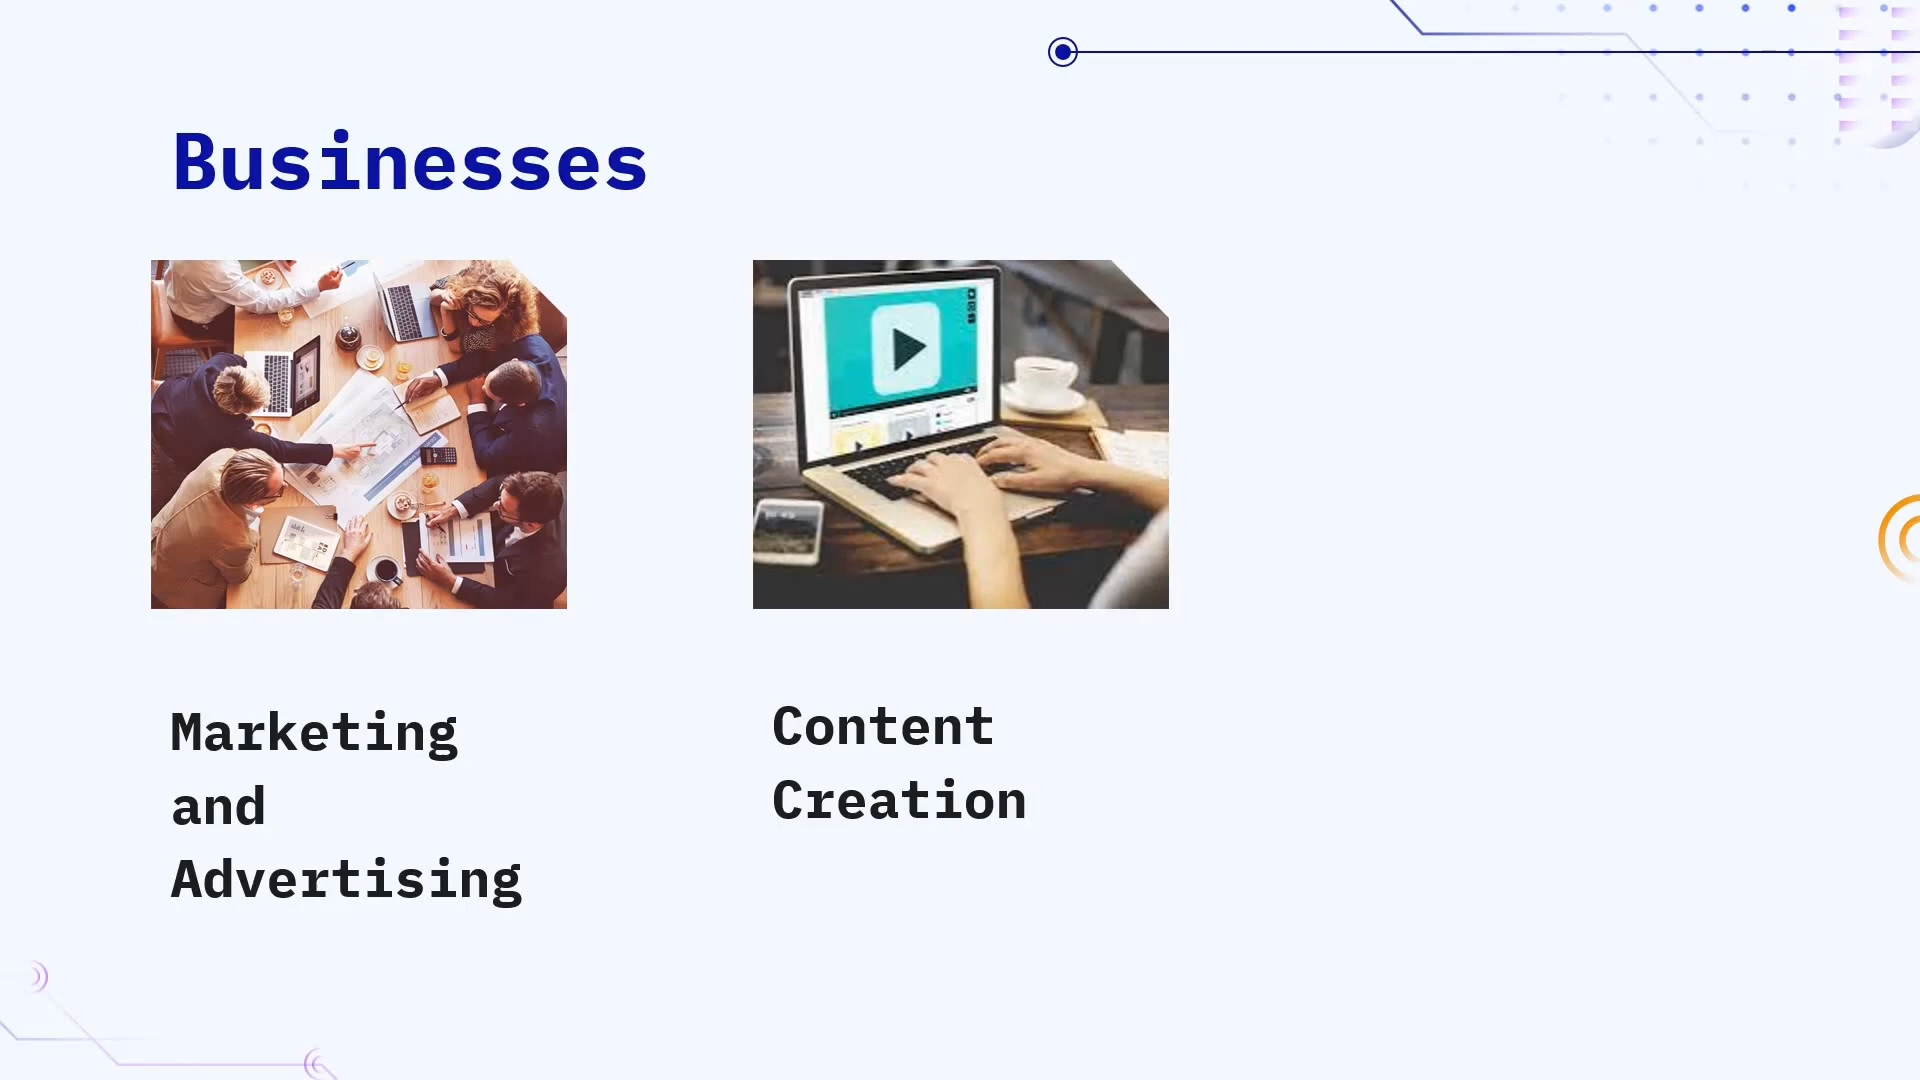 Businesses
Marketing
and
Advertising
Content
Creation